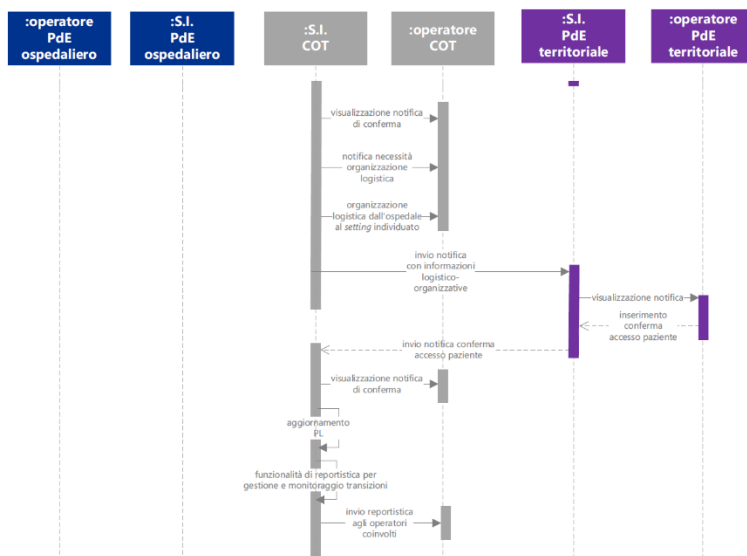 :operatore
PdE
ospedaliero
:S.I.
PdE
ospedaliero
:S.I.
COT
:operatore
COT
:S.I.
PdE
territoriale
:operatore
PdE
territoriale
visualizzazione notifica
di conferma
notifica necessità
organizzazione
logistica
organizzazione
logistica dall'ospedale
al setting individuato
invio notifica
con informazioni
logistico-
organizzative
visualizzazione notifica
inserimento
conferma
accesso paziente
invio notifica conferma
accesso paziente
visualizzazione notifica
di conferma
aggiornamento
PL
funzionalità di reportistica per
gestione e monitoraggio transizioni
invio reportistica
agli operatori
coinvolti